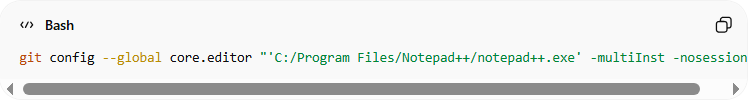 Bash
git config --global core.editor "'C:/Program Files/Notepad++/notepad++.exe' -multiInst -nosession